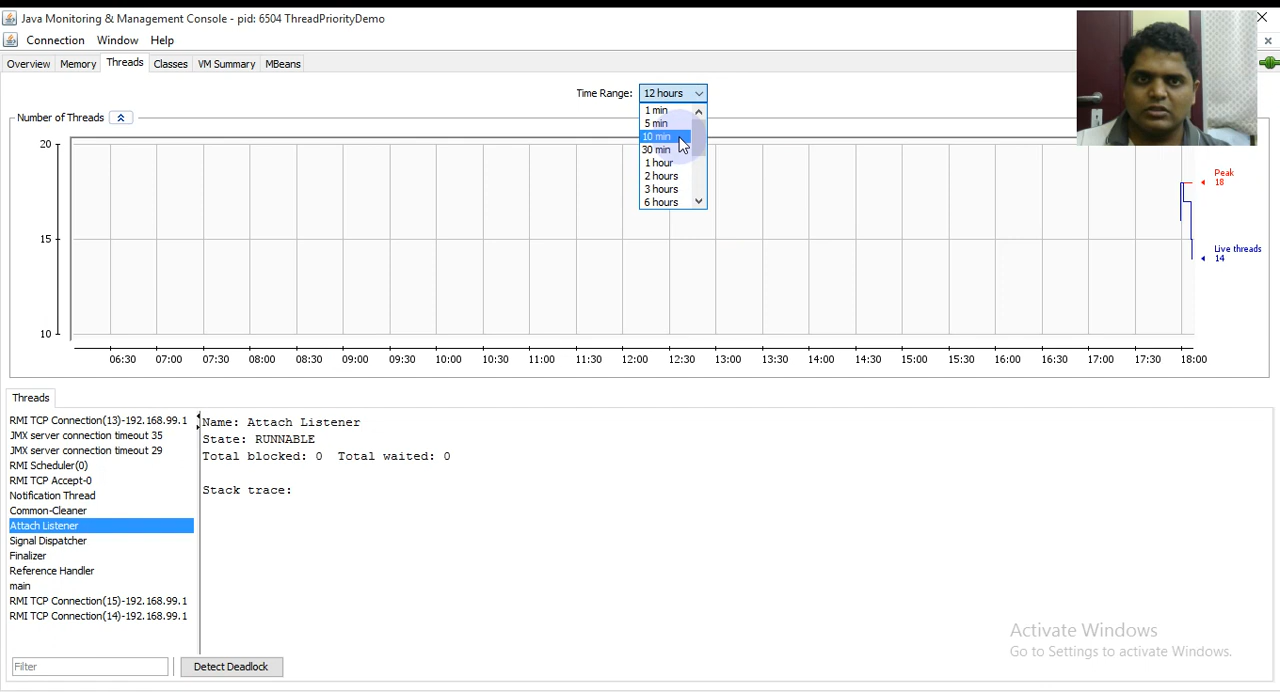 Java Monitoring & Management Console - pid: 6504 ThreadPriorityDemo
Connection Window Help
Overview Memory Threads Classes VM Summary MBeans
Time Range: 12 hours
1 min
5 min
10 min
30 min
1 hour
2 hours
3 hours
6 hours
Number of Threads
20
15
10
Peak
18
Live threads
14
06:30 07:00 07:30 08:00 08:30 09:00 09:30 10:00 10:30 11:00 11:30 12:00 12:30 13:00 13:30 14:00 14:30 15:00 15:30 16:00 16:30 17:00 17:30 18:00
Threads
RMI TCP Connection(13)-192.168.99.1
JMX server connection timeout 35
JMX server connection timeout 29
RMI Scheduler(0)
RMI TCP Accept-0
Notification Thread
Common-Cleaner
Attach Listener
Signal Dispatcher
Finalizer
Reference Handler
main
RMI TCP Connection(15)-192.168.99.1
RMI TCP Connection(14)-192.168.99.1
Name: Attach Listener
State: RUNNABLE
Total blocked: 0 Total waited: 0
Stack trace:
Filter
Detect Deadlock
Activate Windows
Go to Settings to activate Windows.